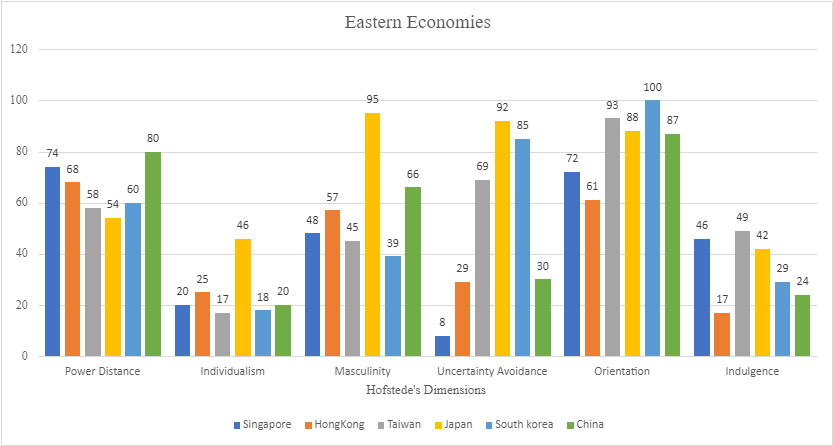 Eastern Economies
120
100
80
60
40
20
0
74 68 58 54 60 80
20 25 17 46 18 20
48 57 45 95 39 66
8 29 69 92 85 30
72 61 93 88 100 87
46 17 49 42 29 24
Power Distance Individualism Masculinity Uncertainty Avoidance Orientation Indulgence
Hofstede's Dimensions
Singapore HongKong Taiwan Japan South korea China